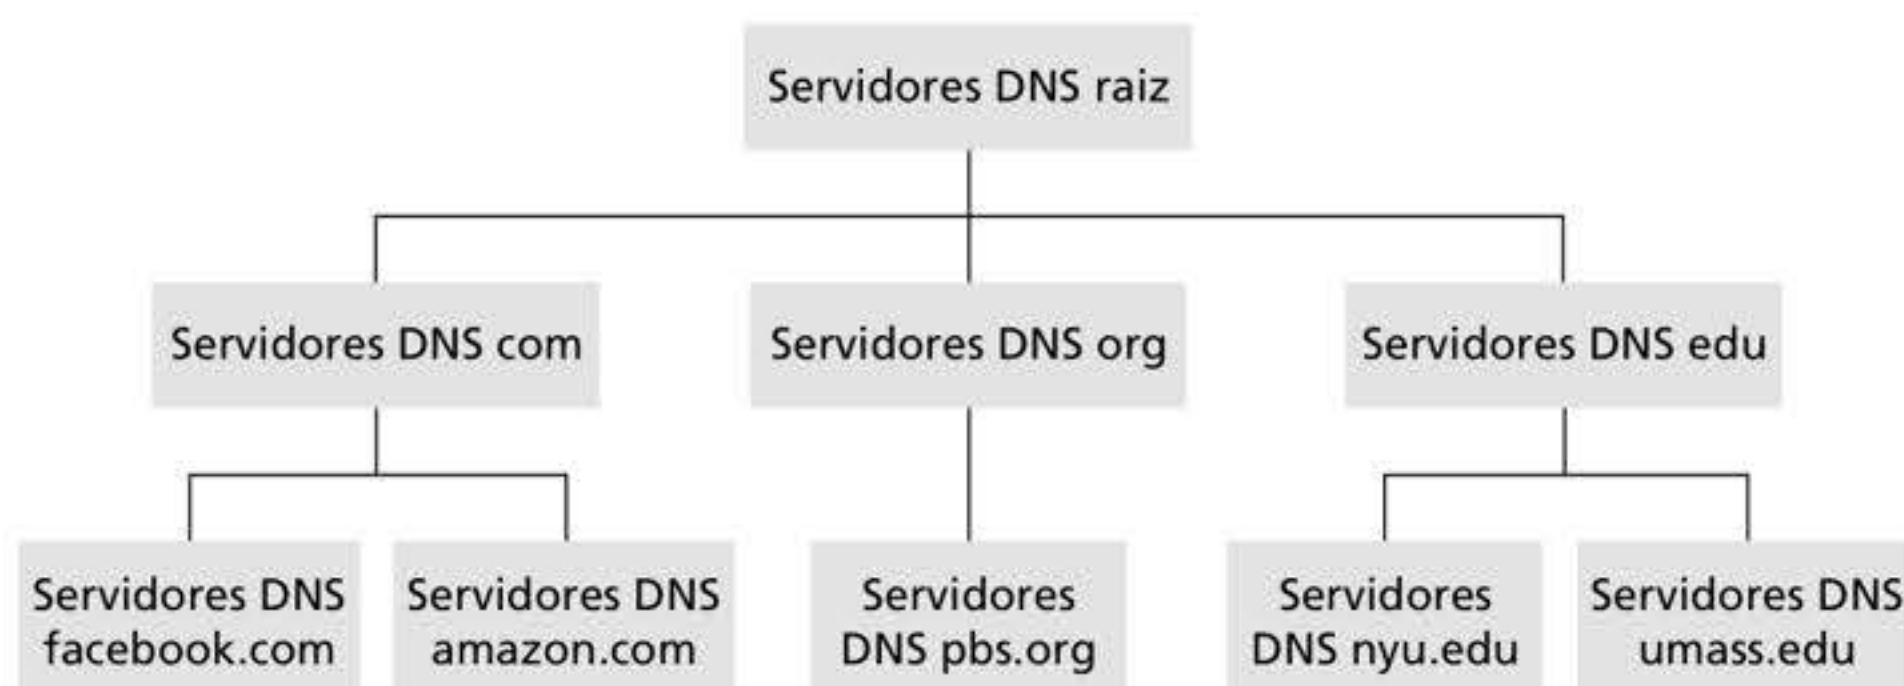 Servidores DNS raiz
Servidores DNS com
Servidores DNS org
Servidores DNS edu
Servidores DNS
facebook.com
Servidores DNS
amazon.com
Servidores
DNS pbs.org
Servidores
DNS nyu.edu
Servidores DNS
umass.edu